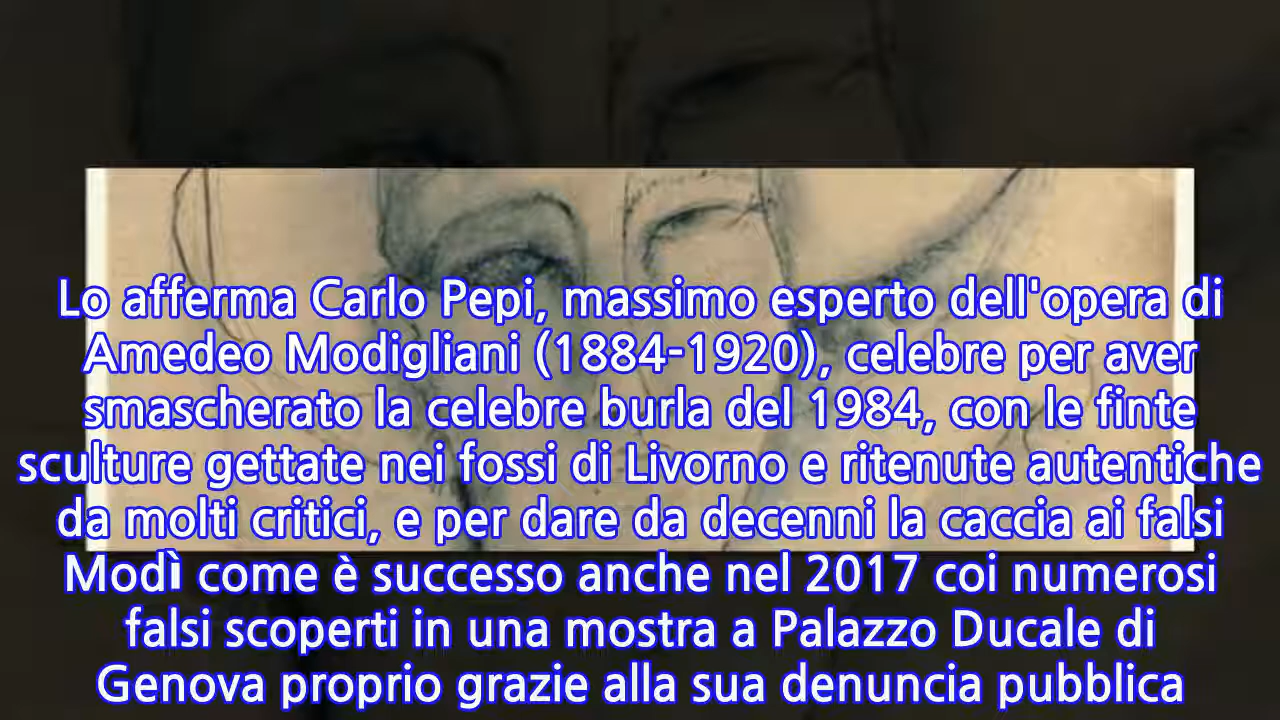 Lo afferma Carlo Pepi, massimo esperto dell'opera di
Amedeo Modigliani (1884-1920), celebre per aver
smascherato la celebre burla del 1984, con le finte
sculture gettate nei fossi di Livorno e ritenute autentiche
da molti critici, e per dare da decenni la caccia ai falsi
Modì come è successo anche nel 2017 coi numerosi
falsi scoperti in una mostra a Palazzo Ducale di
Genova proprio grazie alla sua denuncia pubblica